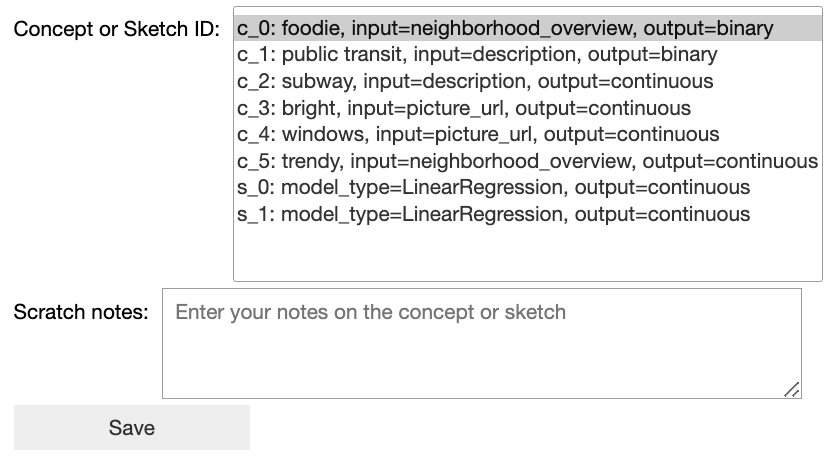 Concept or Sketch ID:
c_0: foodie, input=neighborhood_overview, output=binary
c_1: public transit, input=description, output=binary
c_2: subway, input=description, output=continuous
c_3: bright, input=picture_url, output=continuous
c_4: windows, input=picture_url, output=continuous
c_5: trendy, input=neighborhood_overview, output=continuous
s_0: model_type=LinearRegression, output=continuous
s_1: model_type=LinearRegression, output=continuous
Scratch notes:
Enter your notes on the concept or sketch
Save